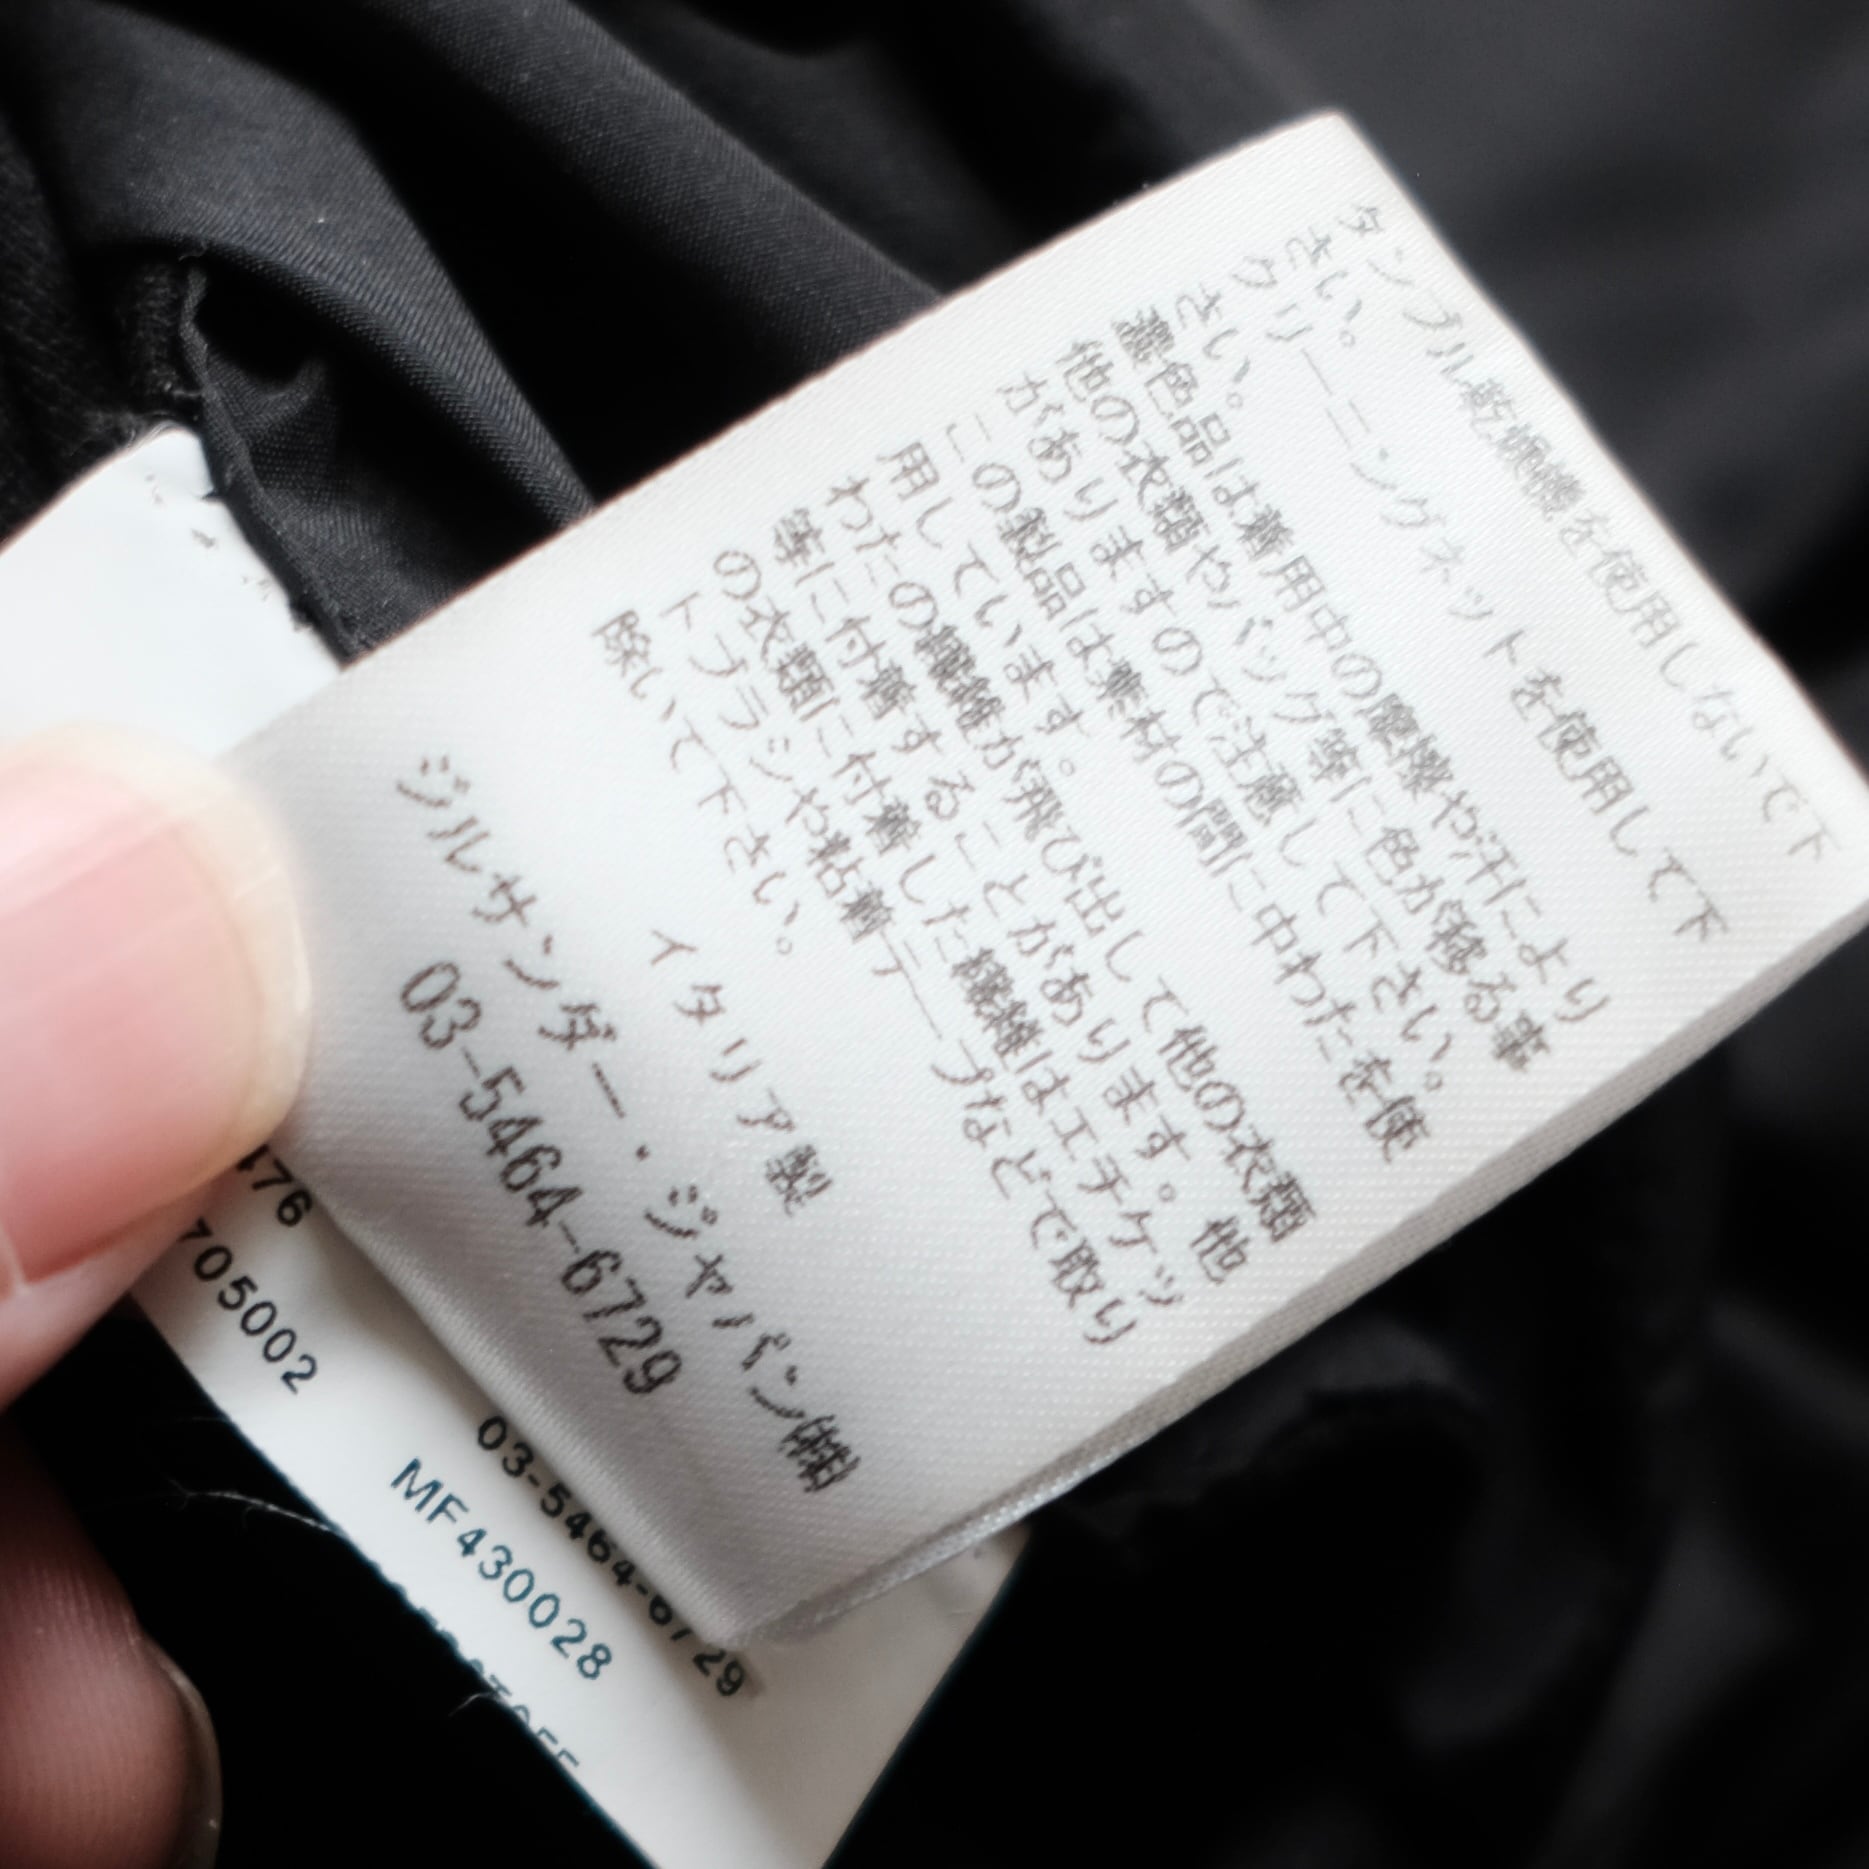 タンブル乾燥機を使用しないで下
さい。
クリーニングネットを使用して下
さい。
濃色品は着用中の摩擦や汗により
他の衣類やバッグ等に色が移る事
がありますので注意して下さい。
この製品は素材の間に中わたを使
用しています。
わたの繊維が飛び出して他の衣類
等に付着することがあります。他
の衣類に付着した繊維はエチケッ
トブラシや粘着テープなどで取り
除いて下さい。
イタリア製
ジルサンダー・ジャパン㈱
03-5464-6729
476
705002
03-5464-6729
MF430028